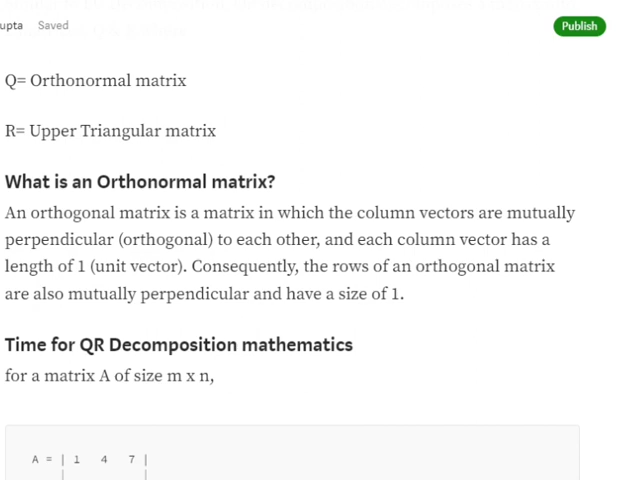 upta Saved Publish
Q= Orthonormal matrix
R= Upper Triangular matrix
What is an Orthonormal matrix?
An orthogonal matrix is a matrix in which the column vectors are mutually
perpendicular (orthogonal) to each other, and each column vector has a
length of 1 (unit vector). Consequently, the rows of an orthogonal matrix
are also mutually perpendicular and have a size of 1.
Time for QR Decomposition mathematics
for a matrix A of size m x n,
A = | 1 4 7 |
| |